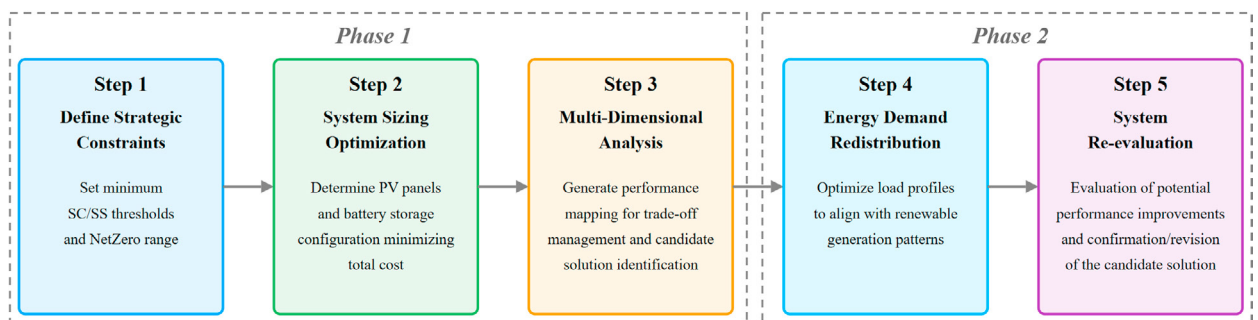 Phase 1
Phase 2
Step 1
Define Strategic
Constraints
Set minimum
SC/SS thresholds
and NetZero range
Step 2
System Sizing
Optimization
Determine PV panels
and battery storage
configuration minimizing
total cost
Step 3
Multi-Dimensional
Analysis
Generate performance
mapping for trade-off
management and candidate
solution identification
Step 4
Energy Demand
Redistribution
Optimize load profiles
to align with renewable
generation patterns
Step 5
System
Re-evaluation
Evaluation of potential
performance improvements
and confirmation/revision
of the candidate solution